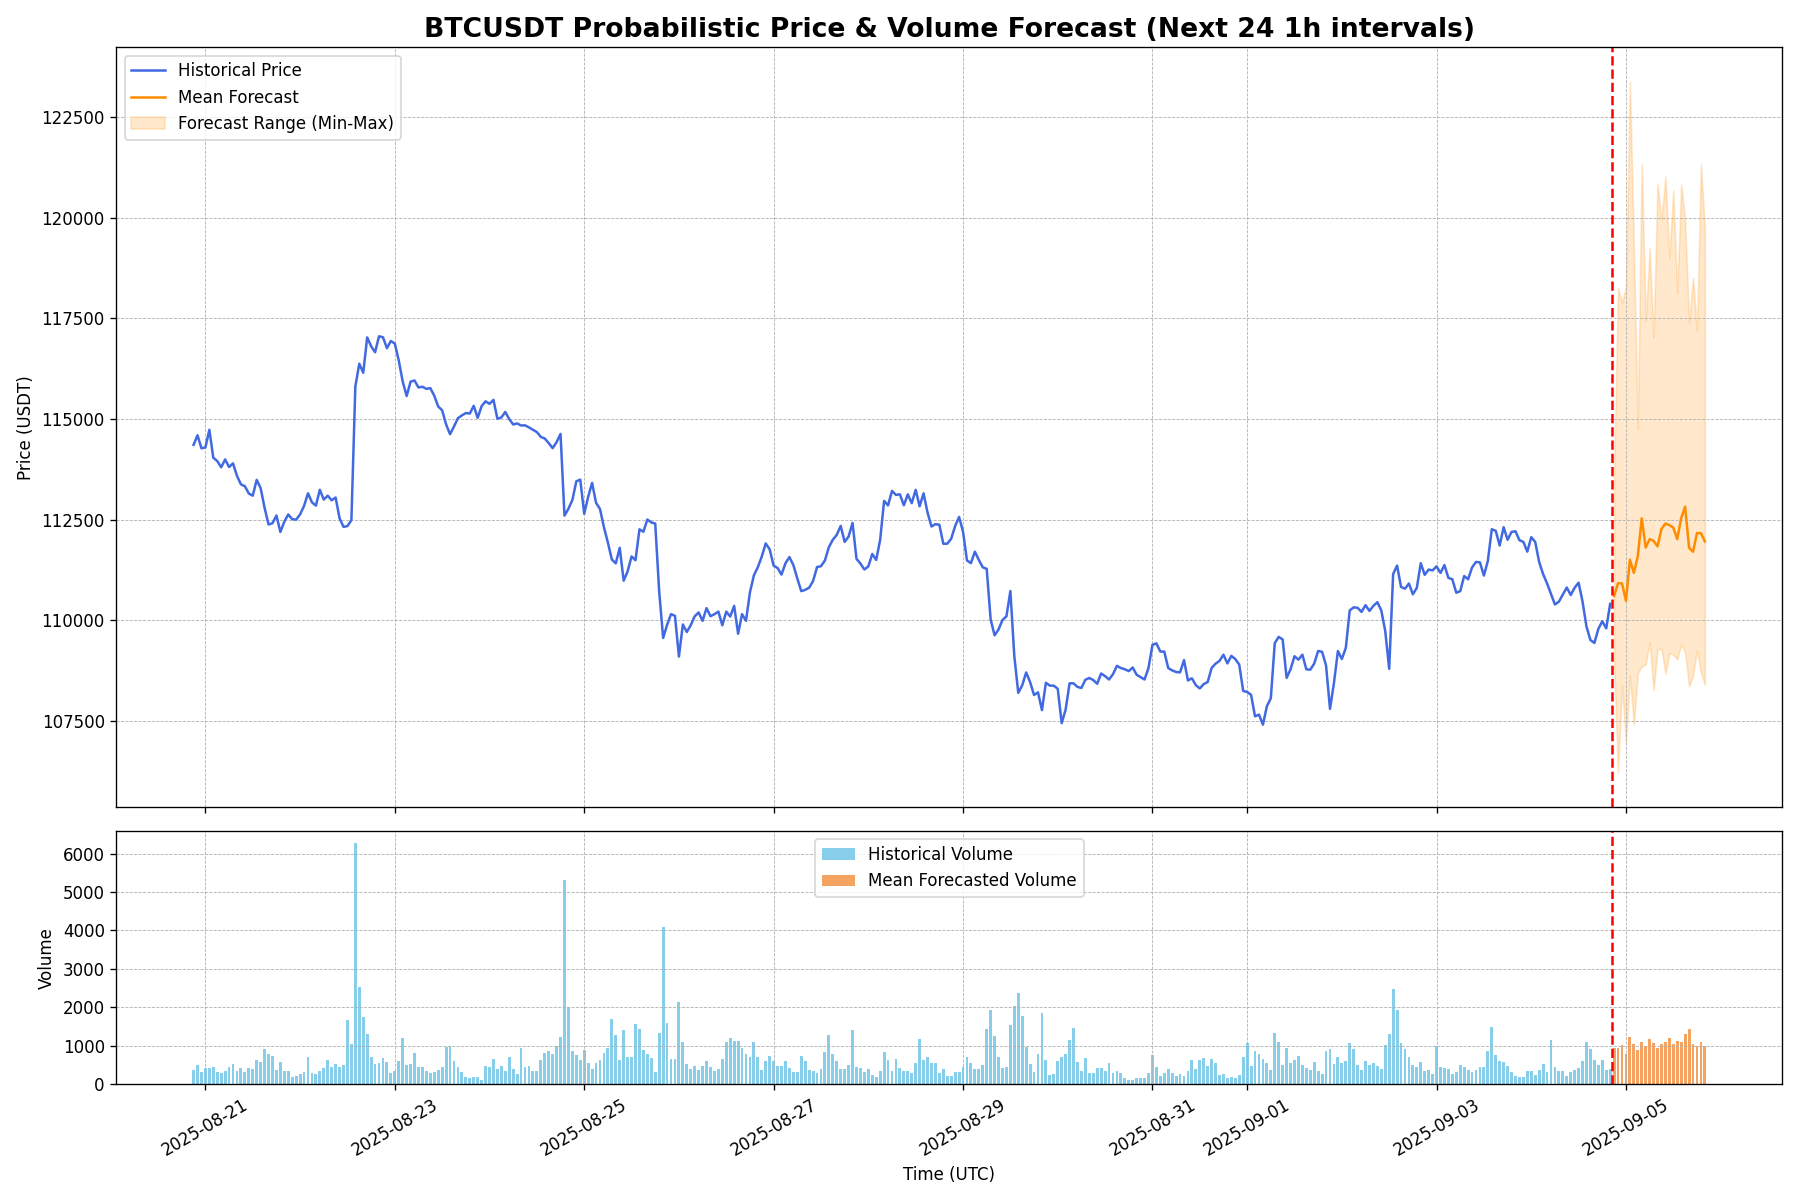 BTCUSDT Probabilistic Price & Volume Forecast (Next 24 1h intervals)
Historical Price
Mean Forecast
Forecast Range (Min-Max)
122500
120000
117500
115000
112500
110000
107500
Price (USDT)
Historical Volume
Mean Forecasted Volume
6000
5000
4000
3000
2000
1000
0
Volume
2025-08-21
2025-08-23
2025-08-25
2025-08-27
2025-08-29
2025-08-31
2025-09-01
2025-09-03
2025-09-05
Time (UTC)